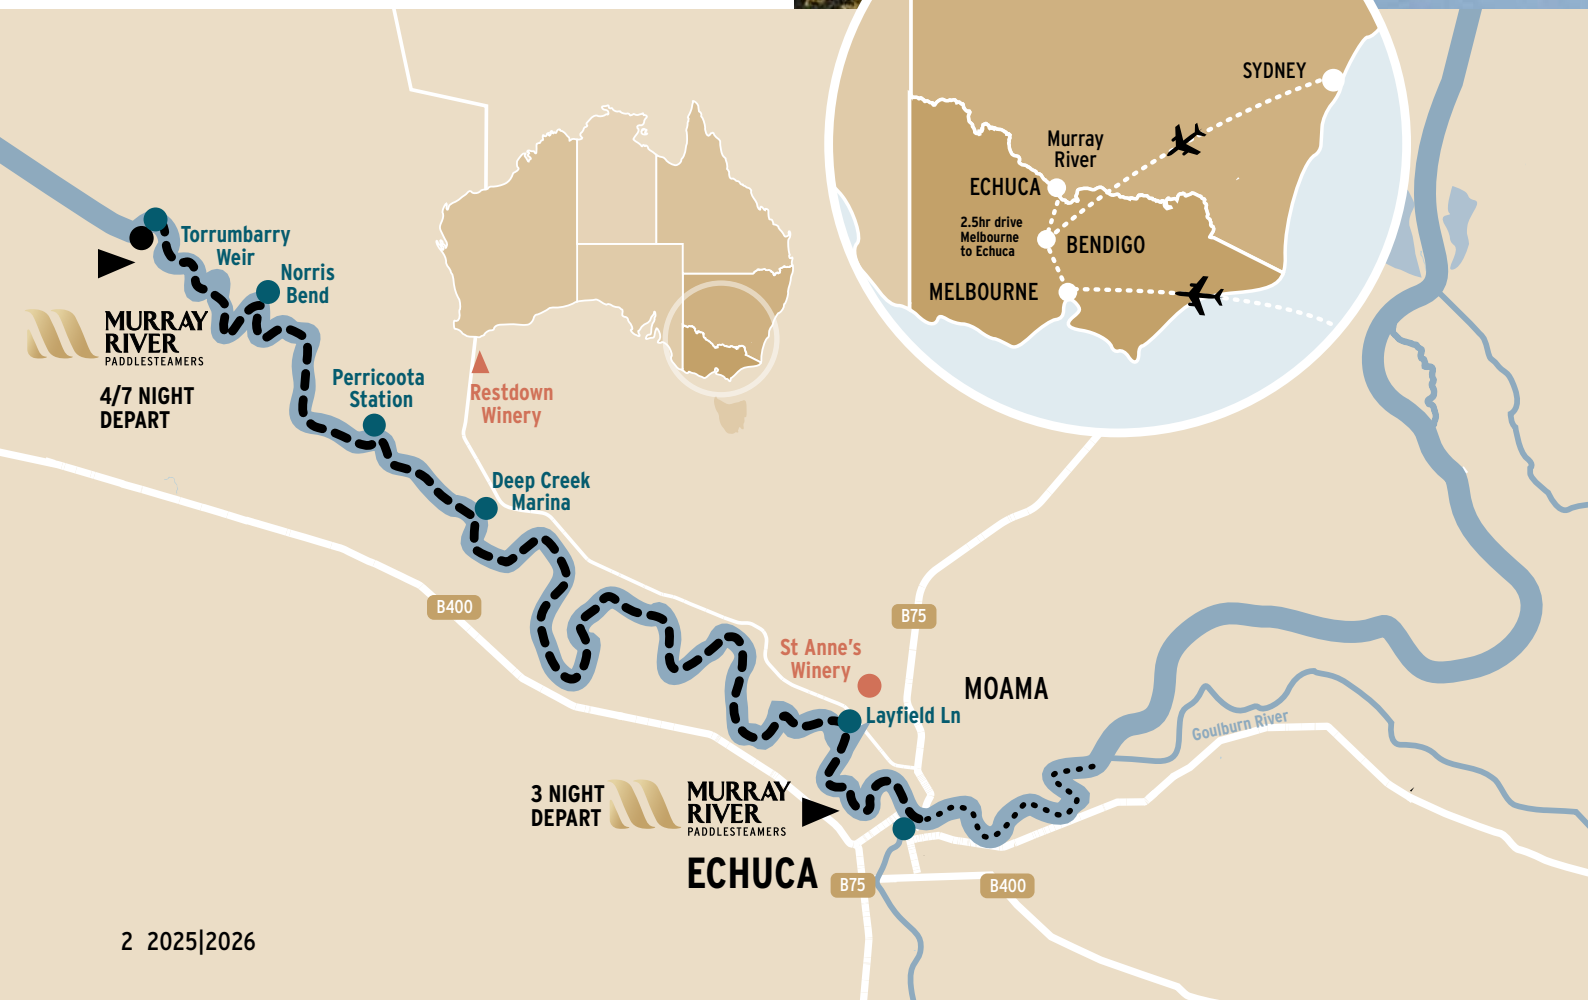 SYDNEY
Murray
River
ECHUCA
2.5hr drive
Melbourne
to Echuca
BENDIGO
MELBOURNE
Torrumbarry
Weir
Norris
Bend
MURRAY
RIVER
PADDLESTEAMERS
4/7 NIGHT
DEPART
Perricoota
Station
Restdown
Winery
Deep Creek
Marina
B400
B75
St Anne's
Winery
MOAMA
Layfield Ln
Goulburn River
3 NIGHT
DEPART
MURRAY
RIVER
PADDLESTEAMERS
ECHUCA
B75
B400
2 2025|2026